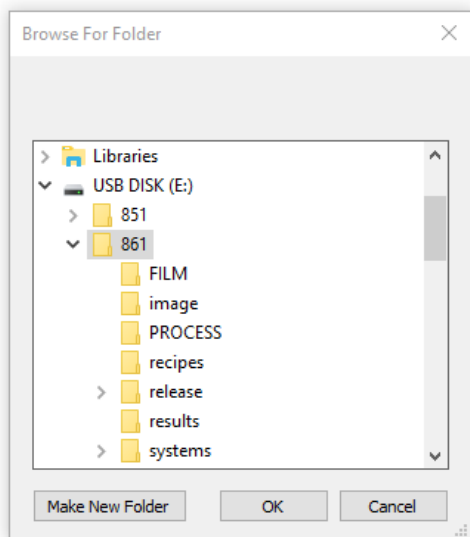 Browse For Folder
Libraries
USB DISK (E:)
851
861
FILM
image
PROCESS
recipes
release
results
systems
Make New Folder OK Cancel